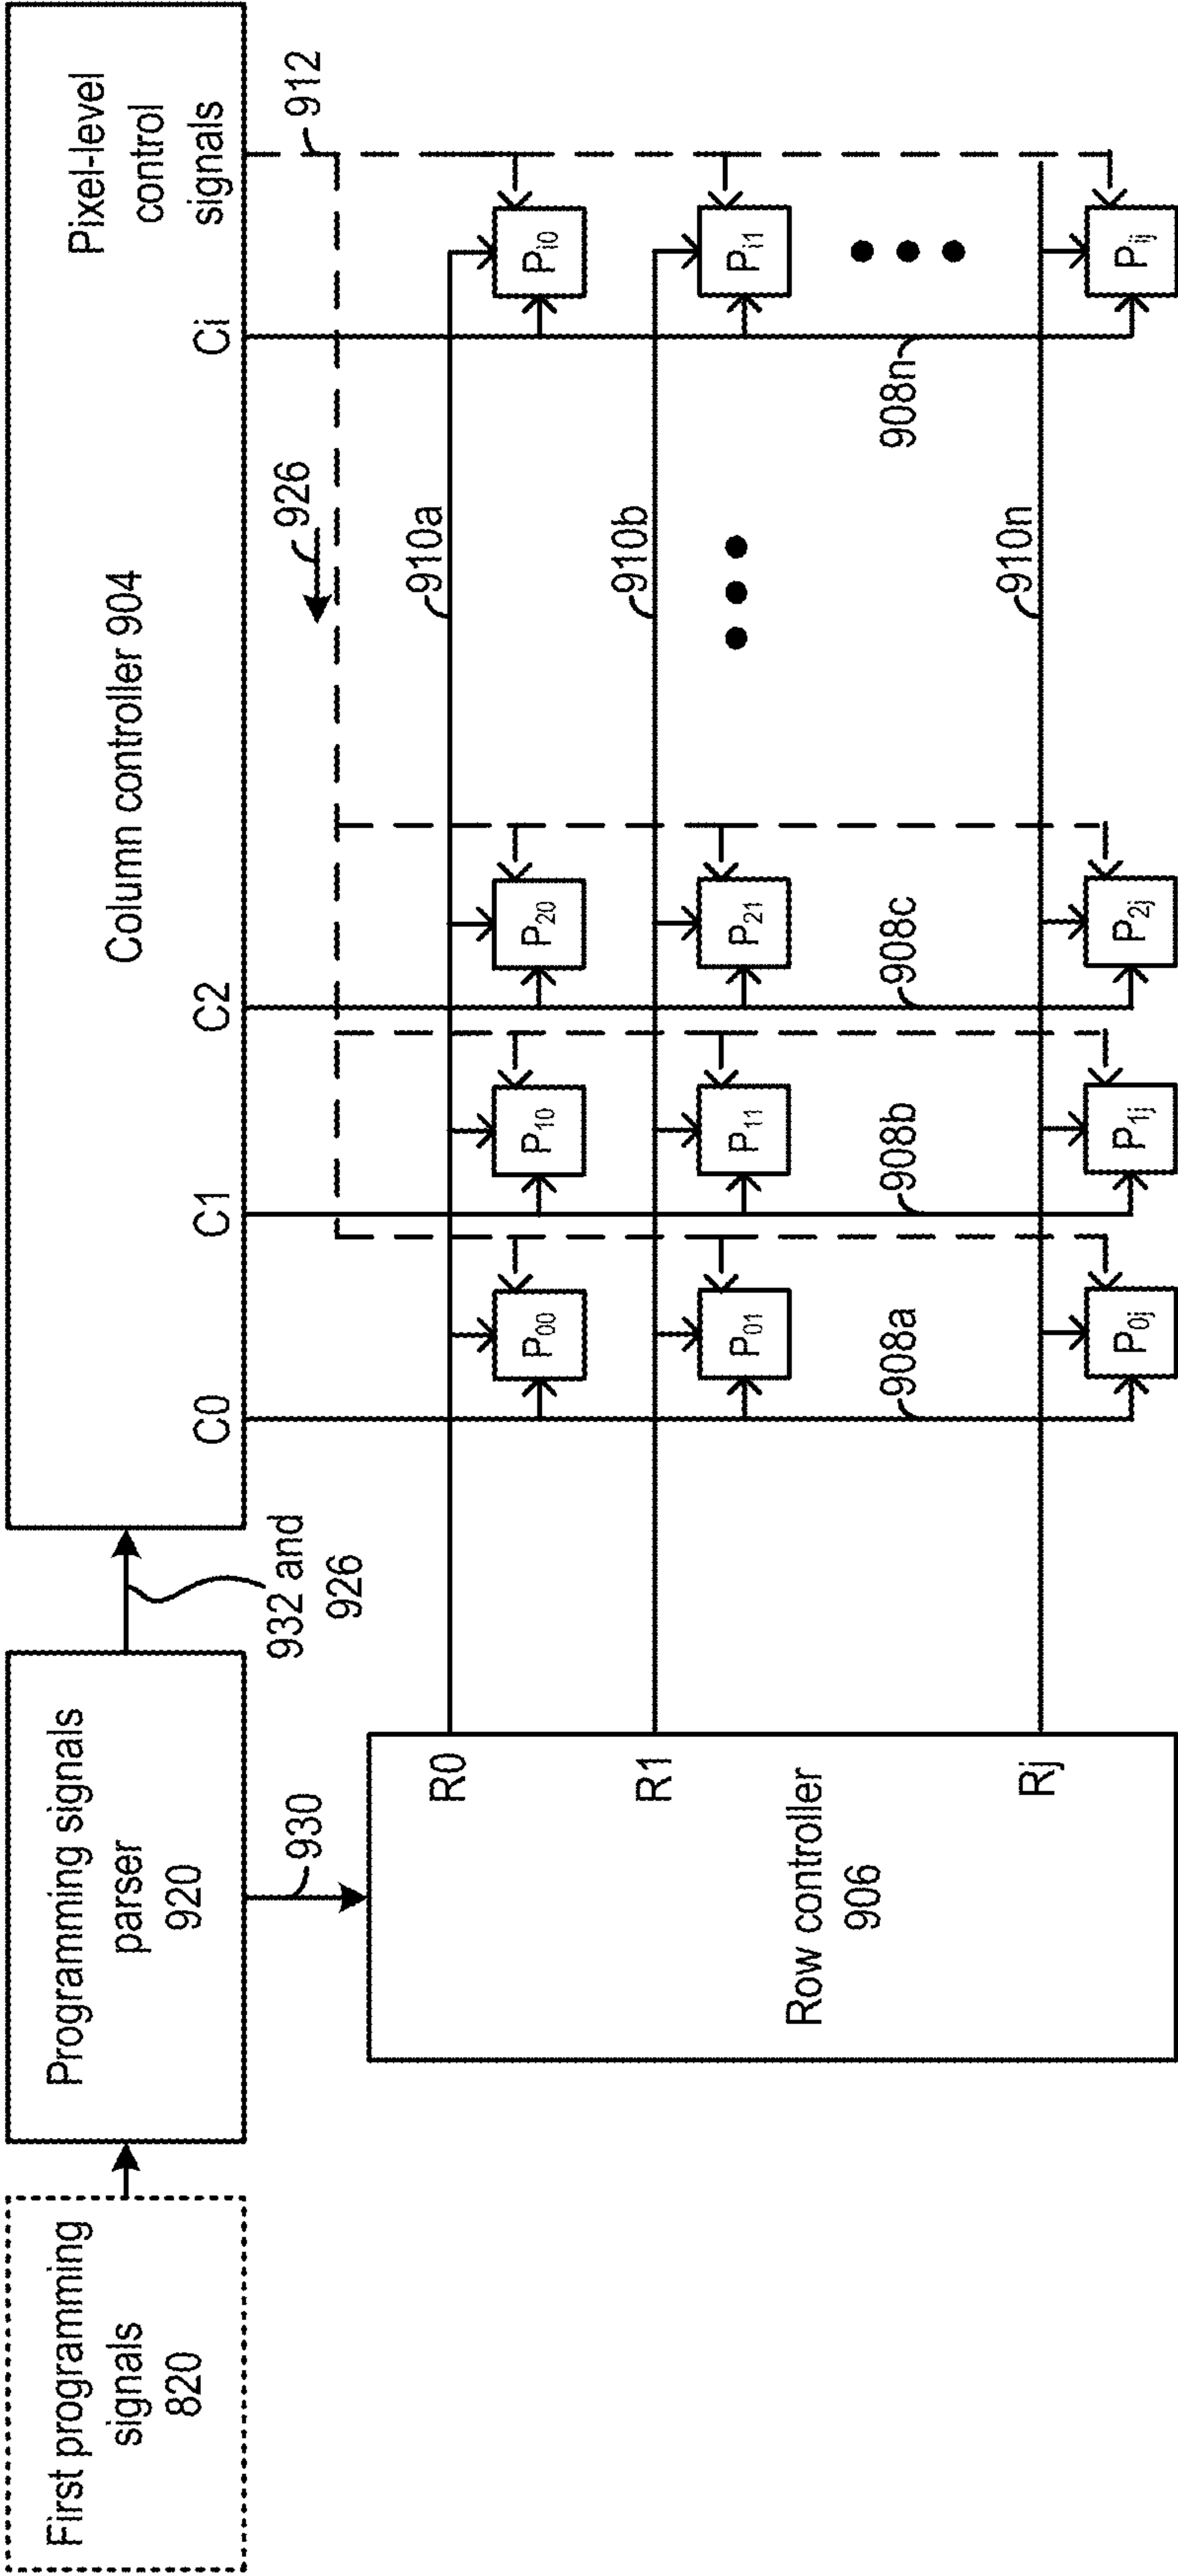 First programming
signals
820
Programming signals
parser
920
932 and
926
930
Column controller 904
Pixel-level
control
signals
C0
C1
C2
Ci
912
926
Row controller
906
R0
R1
Rj
910a
910b
910n
908a
908b
908c
908n
P00
P10
P20
Pi0
P01
P11
P21
Pi1
P0j
P1j
P2j
Pij